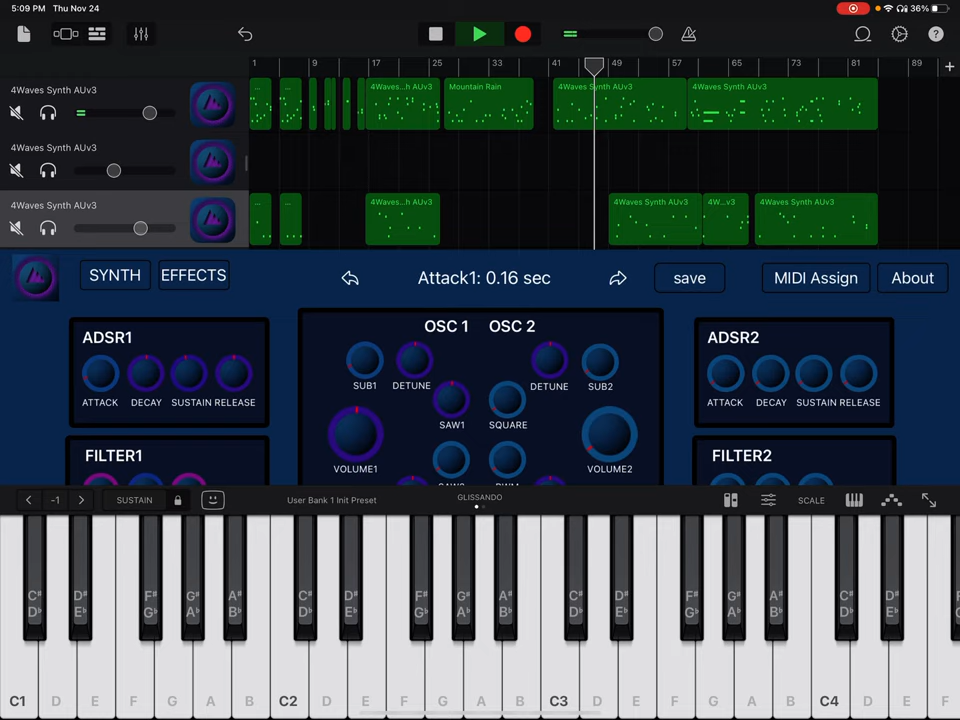 5:09 PM Thu Nov 24
36%
1 9 17 25 33 41 49 57 65 73 81 89
4Waves Synth AUv3
... ... 4Waves...h AUv3 Mountain Rain 4Waves Synth AUv3 4Waves Synth AUv3
4Waves Synth AUv3
4Waves Synth AUv3
... ... 4Waves...h AUv3 4Waves Synth AUv3 4W...v3 4Waves Synth AUv3
SYNTH EFFECTS Attack1: 0.16 sec save MIDI Assign About
OSC 1 OSC 2
ADSR1
ATTACK DECAY SUSTAIN RELEASE
SUB1 DETUNE DETUNE SUB2
SAW1 SQUARE
VOLUME1 VOLUME2
ADSR2
ATTACK DECAY SUSTAIN RELEASE
FILTER1
FILTER2
-1 SUSTAIN User Bank 1 Init Preset GLISSANDO SCALE
C# D# F# G# A# C# D# F# G# A# C# D# F# G# A# C# D#
D♭ E♭ G♭ A♭ B♭ D♭ E♭ G♭ A♭ B♭ D♭ E♭ G♭ A♭ B♭ D♭ E♭
C1 D E F G A B C2 D E F G A B C3 D E F G A B C4 D E F